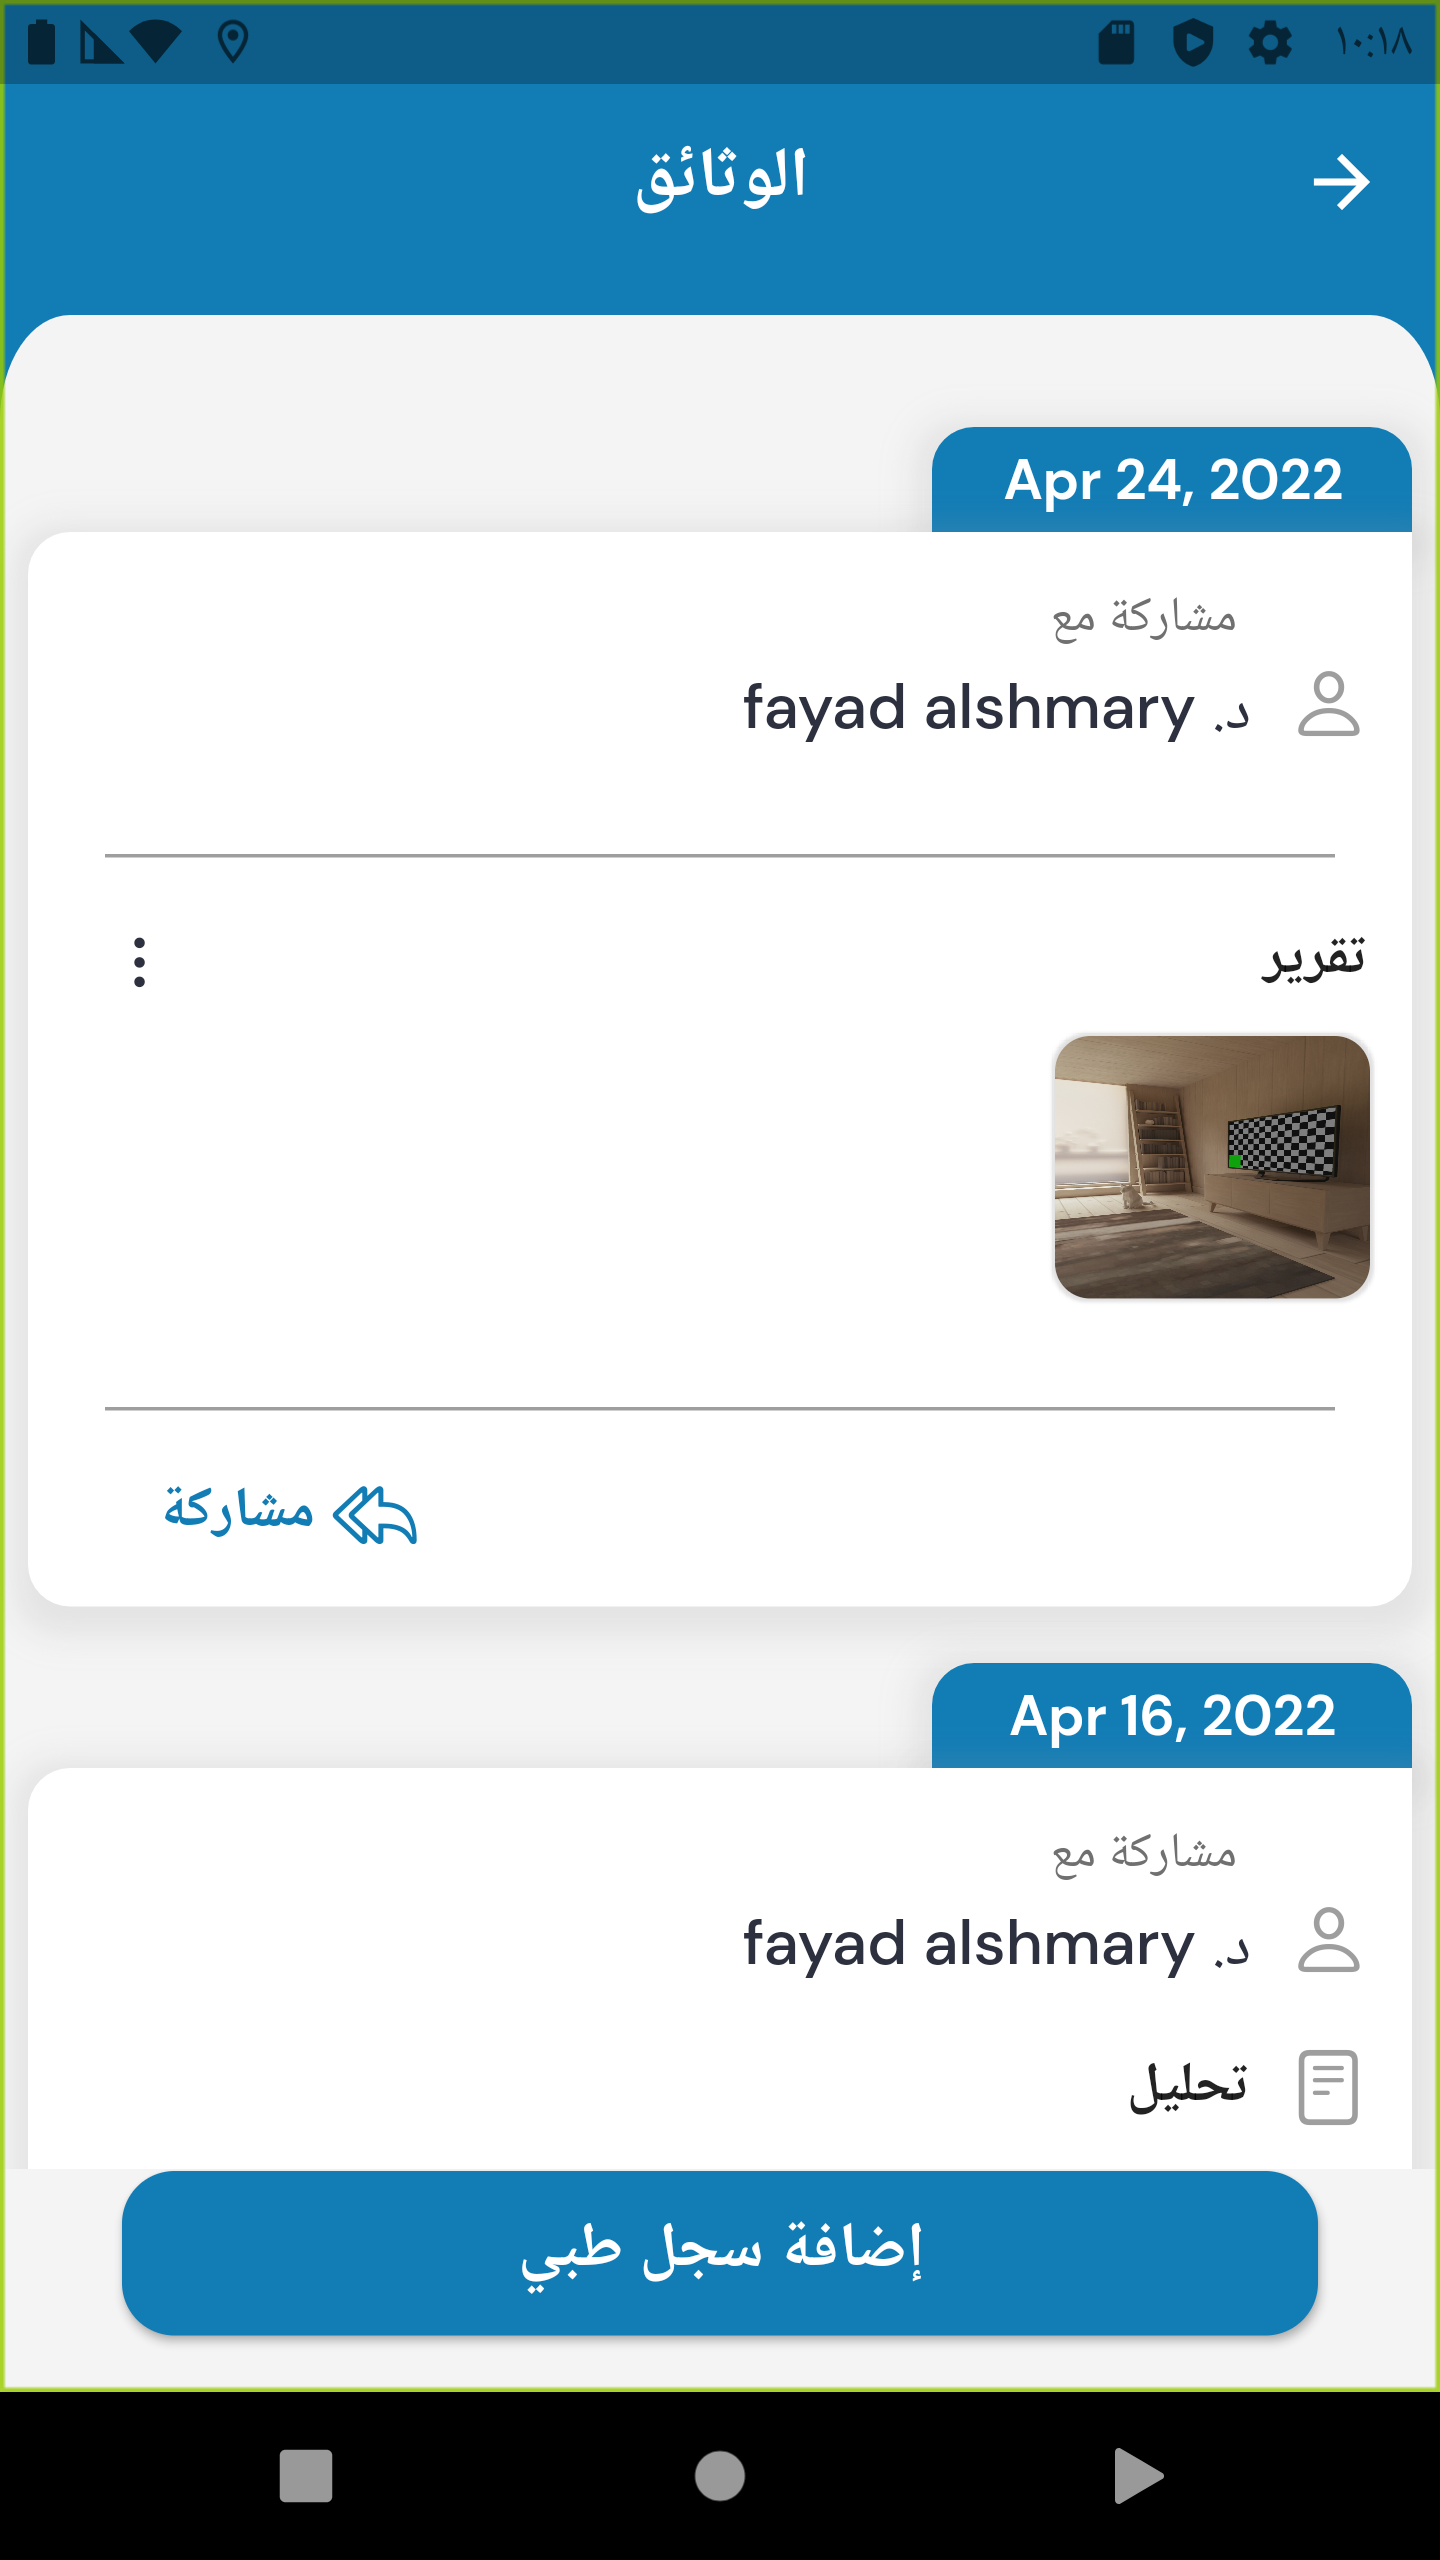 ١٠:١٨
الوثائق
Apr 24, 2022
مشاركة مع
د. fayad alshmary
تقرير
مشاركة
Apr 16, 2022
مشاركة مع
د. fayad alshmary
تحليل
إضافة سجل طبي